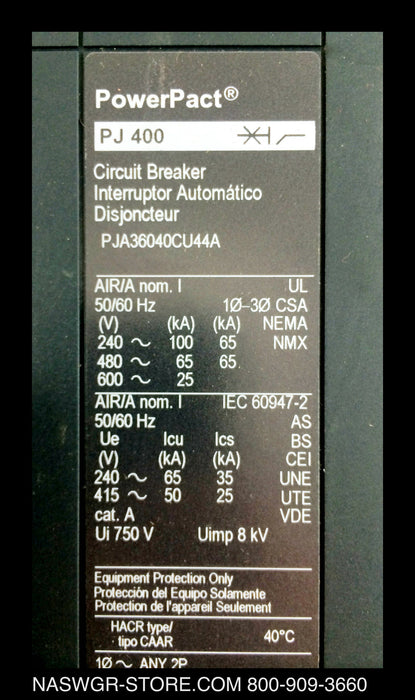 PowerPact®
PJ 400
Circuit Breaker
Interruptor Automático
Disjoncteur
PJA36040CU44A
AIR/A nom. I UL
50/60 Hz 1Ø–3Ø CSA
(V) (kA) (kA) NEMA
240 ~ 100 65 NMX
480 ~ 65 65
600 ~ 25
AIR/A nom. I IEC 60947-2
50/60 Hz AS
Ue Icu Ics BS
(V) (kA) (kA) CEI
240 ~ 65 35 UNE
415 ~ 50 25 UTE
cat. A VDE
Ui 750 V Uimp 8 kV
Equipment Protection Only
Protección del Equipo Solamente
Protection de l'appareil Seulement
HACR type/
tipo CAAR 40°C
1Ø ~ ANY 2P
NASWGR-STORE.COM 800-909-3660